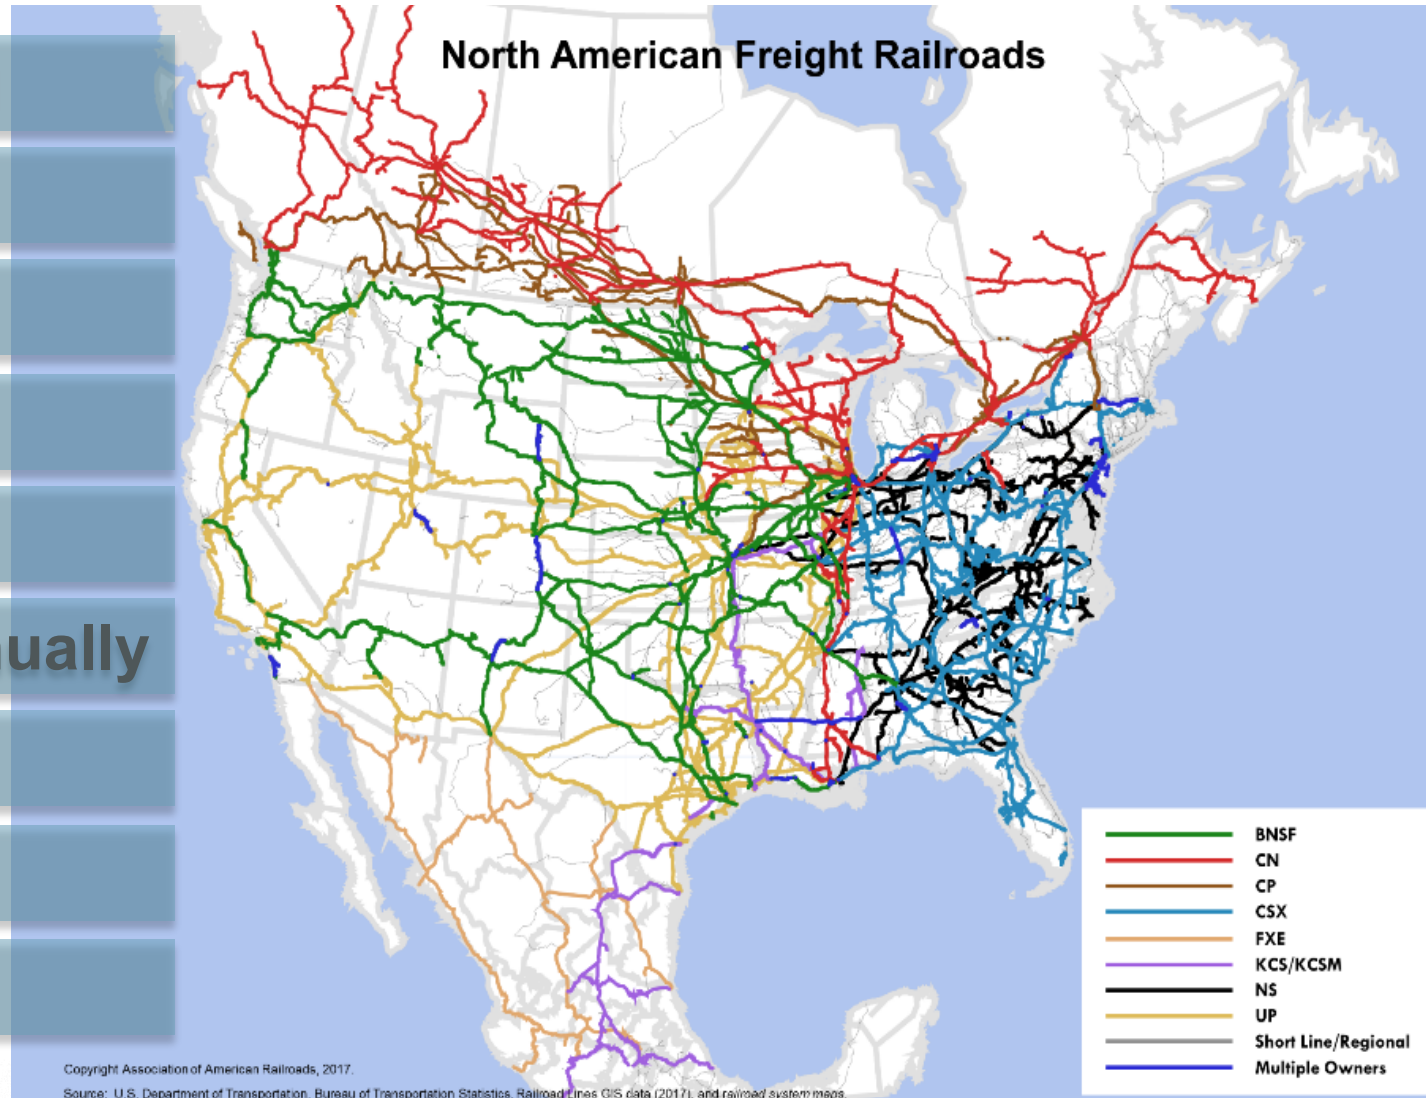 North American Freight Railroads
ually
BNSF
CN
CP
CSX
FXE
KCS/KCSM
NS
UP
Short Line/Regional
Multiple Owners
Copyright Association of American Railroads, 2017.
Source: U.S. Department of Transportation, Bureau of Transportation Statistics, Railroad Lines GIS data (2017), and railroad system maps.